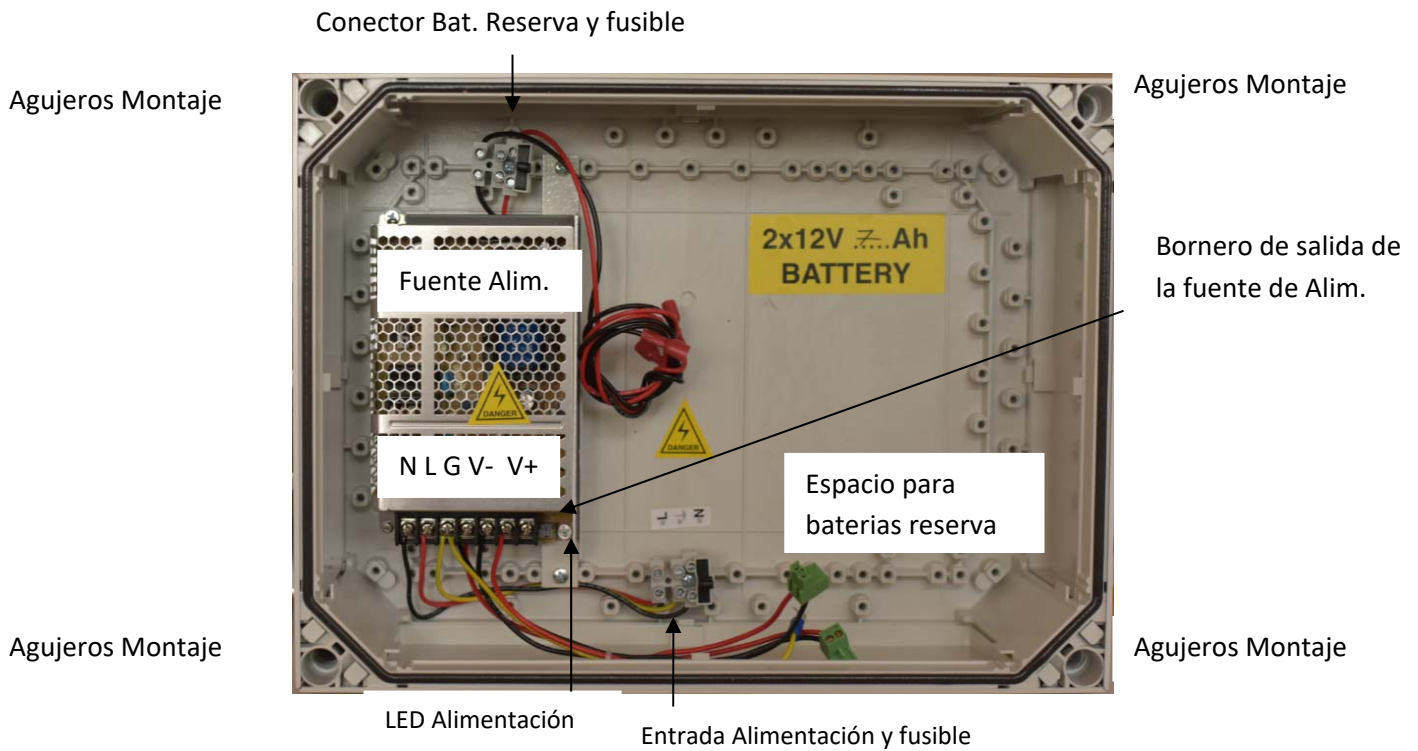 Conector Bat. Reserva y fusible
Agujeros Montaje
Agujeros Montaje
2x12V 7....Ah
BATTERY
Bornero de salida de
la fuente de Alim.
Fuente Alim.
DANGER
DANGER
N L G V- V+
Espacio para
baterias reserva
L N
Agujeros Montaje
Agujeros Montaje
LED Alimentación
Entrada Alimentación y fusible